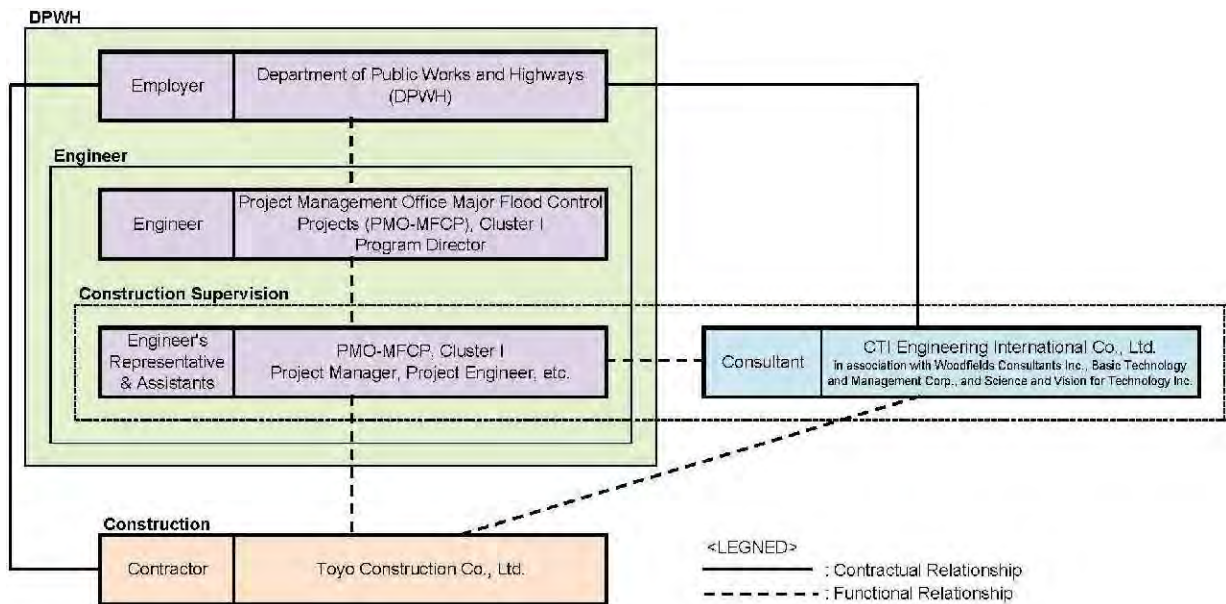 DPWH
Employer
Department of Public Works and Highways
(DPWH)
Engineer
Engineer
Project Management Office Major Flood Control
Projects (PMO-MFCP), Cluster I
Program Director
Construction Supervision
Engineer's
Representative
& Assistants
PMO-MFCP, Cluster I
Project Manager, Project Engineer, etc.
Consultant
CTI Engineering International Co., Ltd.
in association with Woodfields Consultants Inc., Basic Technology
and Management Corp., and Science and Vision for Technology Inc.
Construction
Contractor
Toyo Construction Co., Ltd.
<LEGNED>
: Contractual Relationship
: Functional Relationship